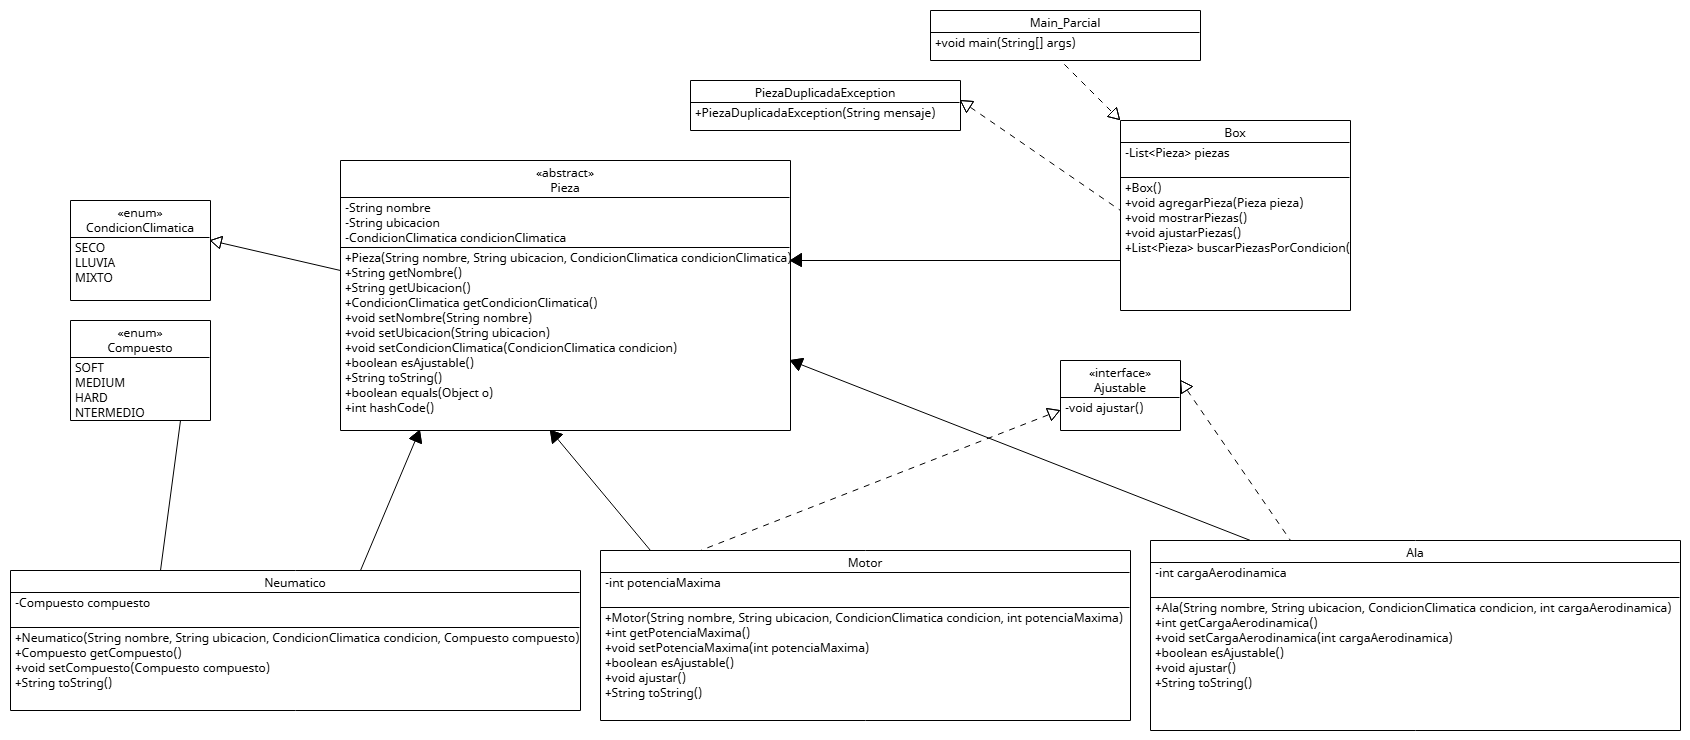 Main_Parcial
+void main(String[] args)
PiezaDuplicadaException
+PiezaDuplicadaException(String mensaje)
Box
-List<Pieza> piezas
+Box()
+void agregarPieza(Pieza pieza)
+void mostrarPiezas()
+void ajustarPiezas()
+List<Pieza> buscarPiezasPorCondicion(
«abstract»
Pieza
-String nombre
-String ubicacion
-CondicionClimatica condicionClimatica
+Pieza(String nombre, String ubicacion, CondicionClimatica condicionClimatica)
+String getNombre()
+String getUbicacion()
+CondicionClimatica getCondicionClimatica()
+void setNombre(String nombre)
+void setUbicacion(String ubicacion)
+void setCondicionClimatica(CondicionClimatica condicion)
+boolean esAjustable()
+String toString()
+boolean equals(Object o)
+int hashCode()
«enum»
CondicionClimatica
SECO
LLUVIA
MIXTO
«enum»
Compuesto
SOFT
MEDIUM
HARD
NTERMEDIO
«interface»
Ajustable
-void ajustar()
Neumatico
-Compuesto compuesto
+Neumatico(String nombre, String ubicacion, CondicionClimatica condicion, Compuesto compuesto)
+Compuesto getCompuesto()
+void setCompuesto(Compuesto compuesto)
+String toString()
Motor
-int potenciaMaxima
+Motor(String nombre, String ubicacion, CondicionClimatica condicion, int potenciaMaxima)
+int getPotenciaMaxima()
+void setPotenciaMaxima(int potenciaMaxima)
+boolean esAjustable()
+void ajustar()
+String toString()
Ala
-int cargaAerodinamica
+Ala(String nombre, String ubicacion, CondicionClimatica condicion, int cargaAerodinamica)
+int getCargaAerodinamica()
+void setCargaAerodinamica(int cargaAerodinamica)
+boolean esAjustable()
+void ajustar()
+String toString()